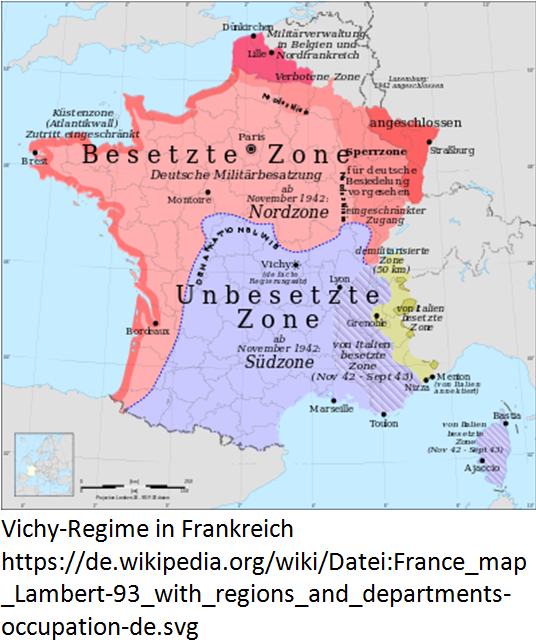 Dünkirchen
Militärverwaltung
in Belgien und
Nordfrankreich
Lille
Verbotene Zone
Luxemburg:
1942 angeschlossen
Nordostlinie
Küstenzone
(Atlantikwall)
Zutritt eingeschränkt
Brest
angeschlossen
Straßburg
Paris
Besetzte Zone
Deutsche Militärbesatzung
ab
November 1942:
Nordzone
Montoire
Sperrzone
für deutsche
Besiedelung
vorgesehen
eingeschränkter
Zugang
Nordostlinie
DEMARKATIONSLINIE
demilitarisierte
Zone
(50 km)
Vichy
Lyon
Unbesetzte
Zone
ab
November 1942:
Südzone
Bordeaux
Grenoble
von Italien
besetzte
Zone
von Italien
besetzte
Zone
(Nov 42 - Sept 43)
Menton
(von Italien
annektiert)
Nizza
Marseille
Toulon
Bastia
von Italien
besetzte
Zone
(Nov 42 - Sept 43)
Ajaccio
Vichy-Regime in Frankreich
https://de.wikipedia.org/wiki/Datei:France_map
_Lambert-93_with_regions_and_departments-
occupation-de.svg